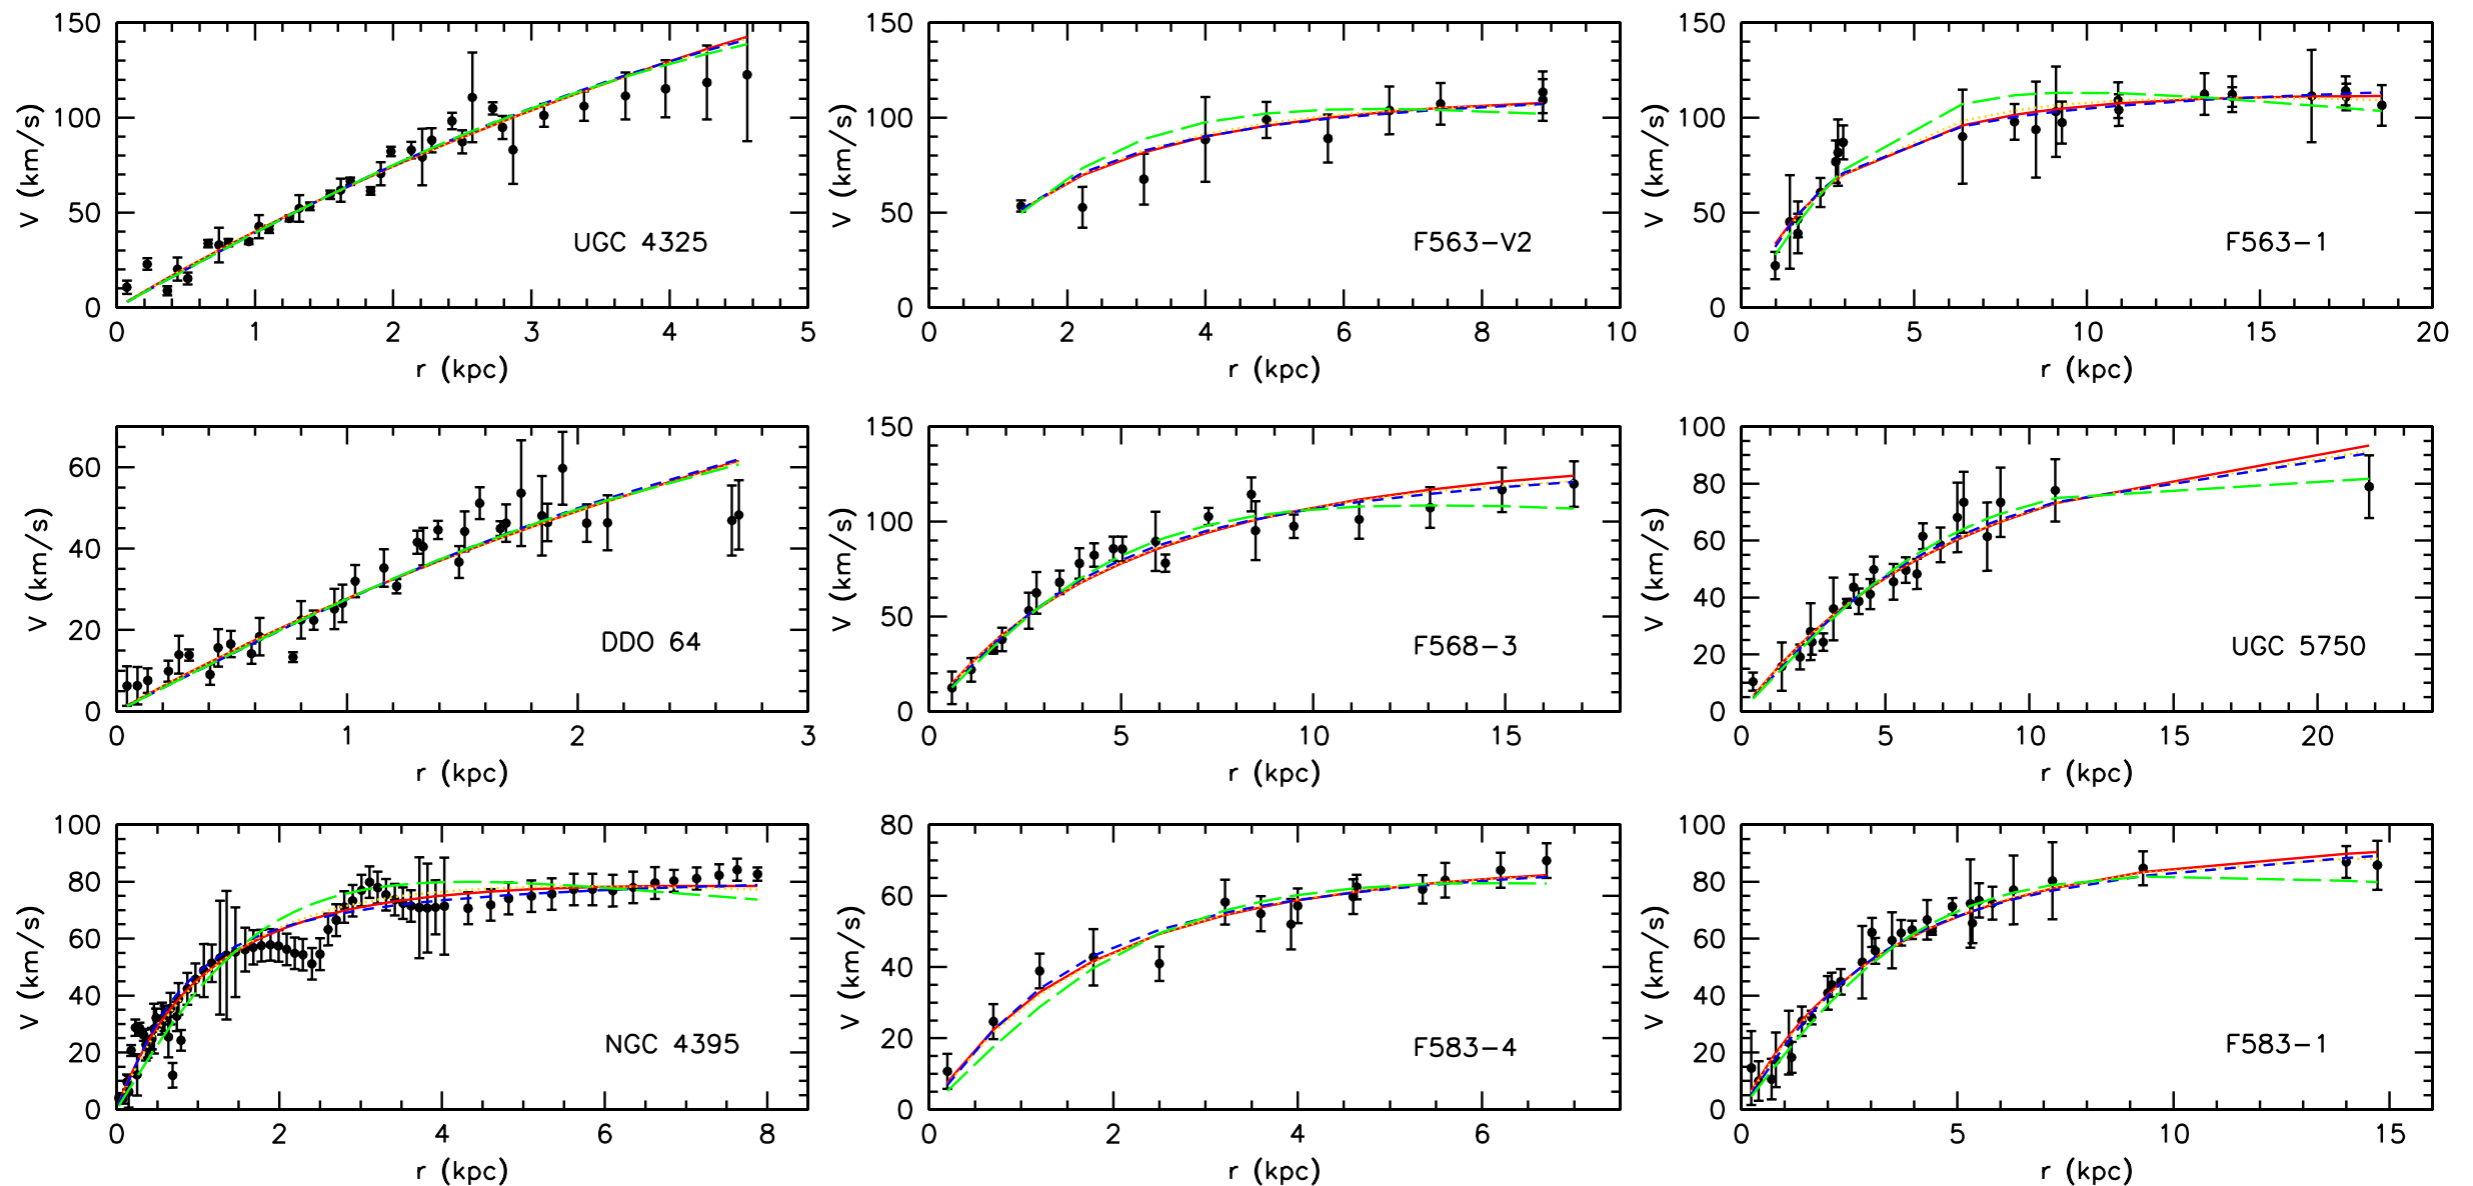 150
100
50
0
V (km/s)
UGC 4325
0 1 2 3 4 5
r (kpc)
150
100
50
0
V (km/s)
F563-V2
0 2 4 6 8 10
r (kpc)
150
100
50
0
V (km/s)
F563-1
0 5 10 15 20
r (kpc)
60
40
20
0
V (km/s)
DDO 64
0 1 2 3
r (kpc)
150
100
50
0
V (km/s)
F568-3
0 5 10 15
r (kpc)
100
80
60
40
20
0
V (km/s)
UGC 5750
0 5 10 15 20
r (kpc)
100
80
60
40
20
0
V (km/s)
NGC 4395
0 2 4 6 8
r (kpc)
80
60
40
20
0
V (km/s)
F583-4
0 2 4 6
r (kpc)
100
80
60
40
20
0
V (km/s)
F583-1
0 5 10 15
r (kpc)